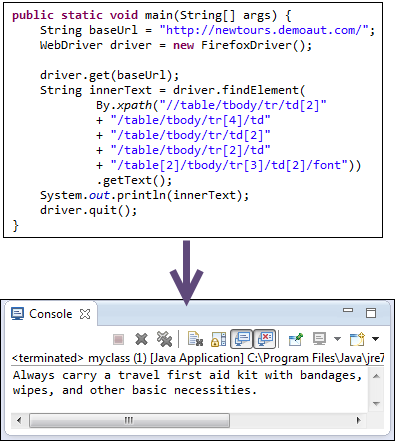 public static void main(String[] args) {
String baseUrl = "http://newtours.demoaut.com/";
WebDriver driver = new FirefoxDriver();
driver.get(baseUrl);
String innerText = driver.findElement(
By.xpath("//table/tbody/tr/td[2]"
+ "/table/tbody/tr[4]/td"
+ "/table/tbody/tr/td[2]"
+ "/table/tbody/tr[2]/td"
+ "/table[2]/tbody/tr[3]/td[2]/font"))
.getText();
System.out.println(innerText);
driver.quit();
}
Console
<terminated> myclass (1) [Java Application] C:\Program Files\Java\jre7
Always carry a travel first aid kit with bandages,
wipes, and other basic necessities.